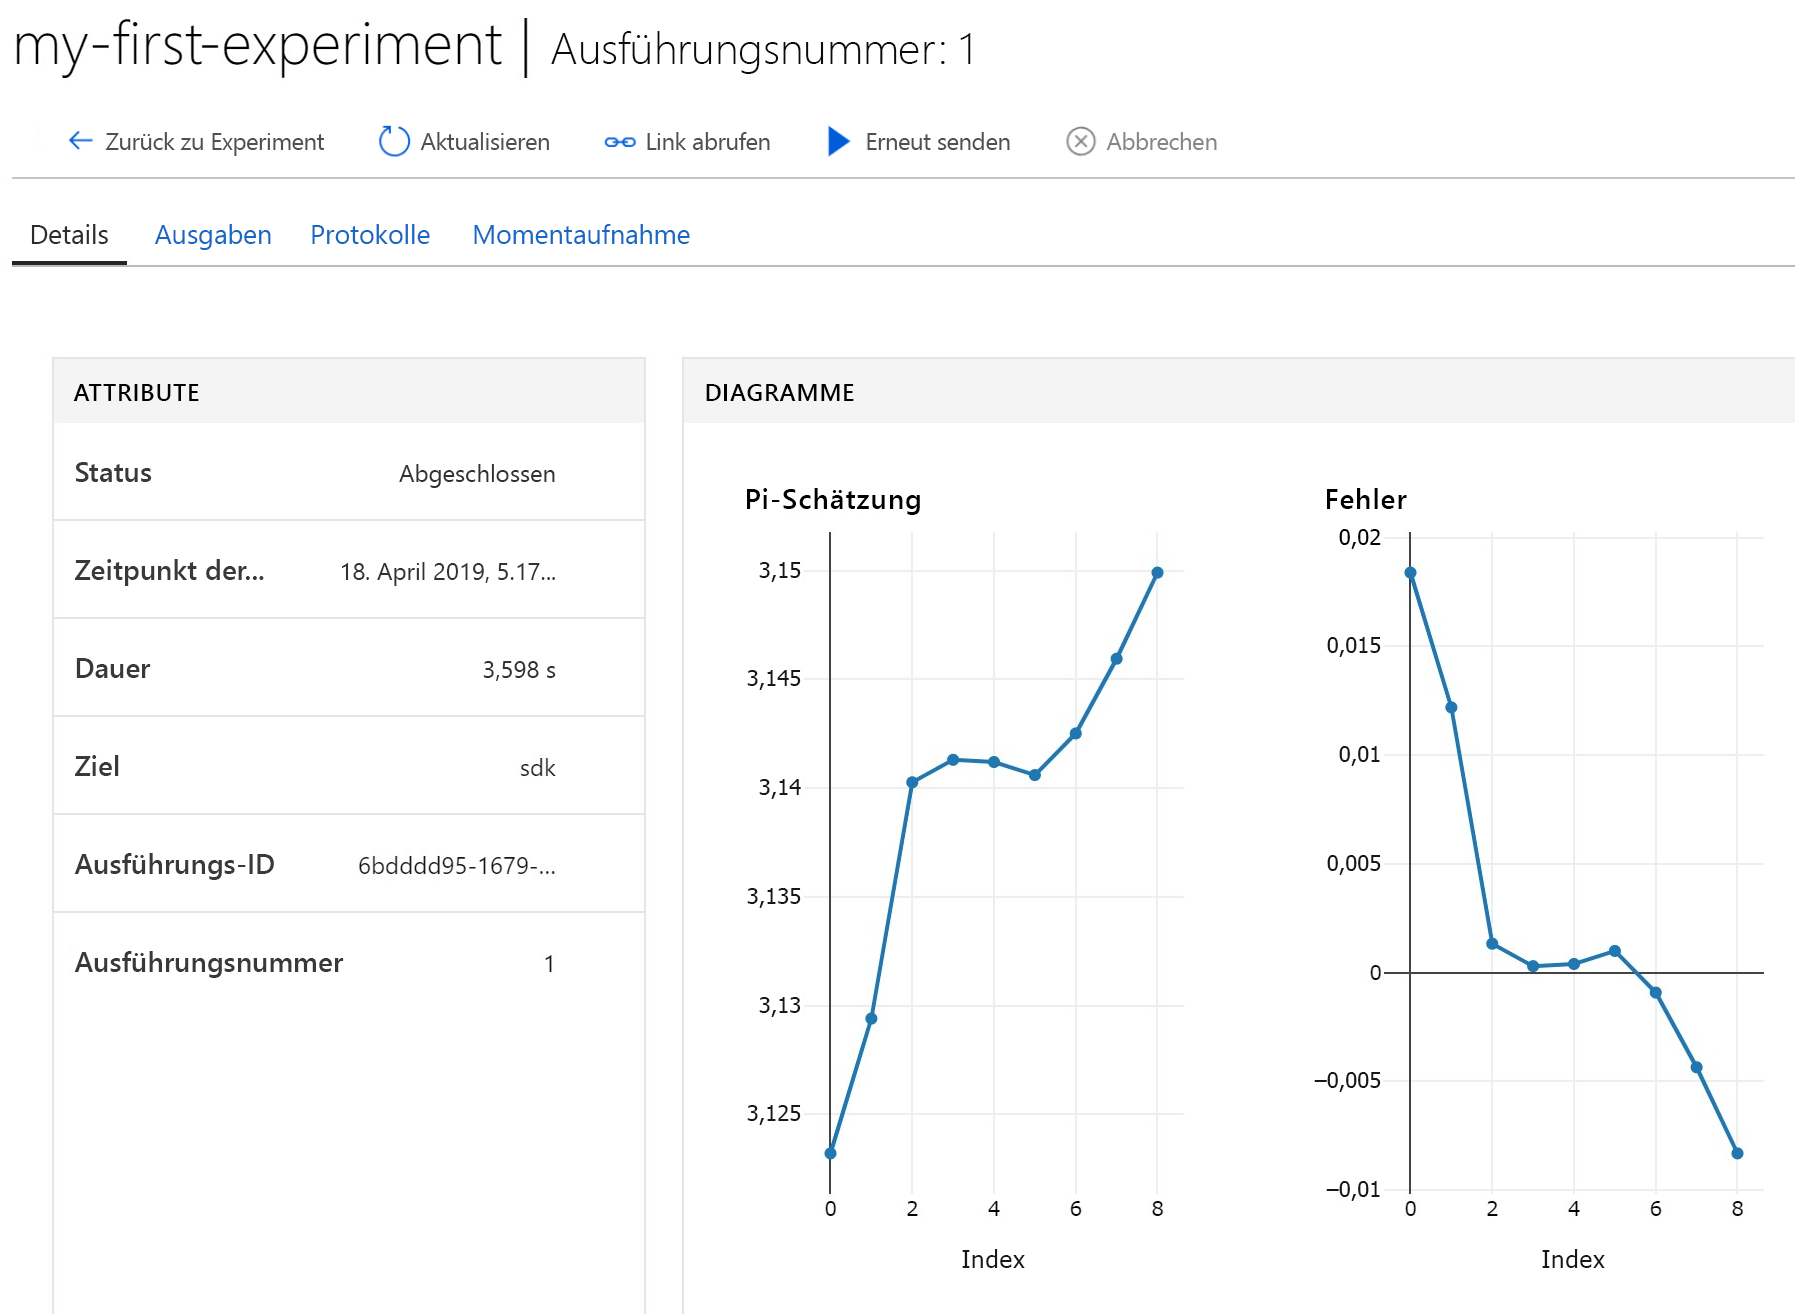 my-first-experiment | Ausführungsnummer: 1
Zurück zu Experiment Aktualisieren Link abrufen Erneut senden Abbrechen
Details Ausgaben Protokolle Momentaufnahme
ATTRIBUTE
Status Abgeschlossen
Zeitpunkt der... 18. April 2019, 5.17...
Dauer 3,598 s
Ziel sdk
Ausführungs-ID 6bdddd95-1679-...
Ausführungsnummer 1
DIAGRAMME
Pi-Schätzung
3,15
3,145
3,14
3,135
3,13
3,125
0 2 4 6 8
Index
Fehler
0,02
0,015
0,01
0,005
0
−0,005
−0,01
0 2 4 6 8
Index